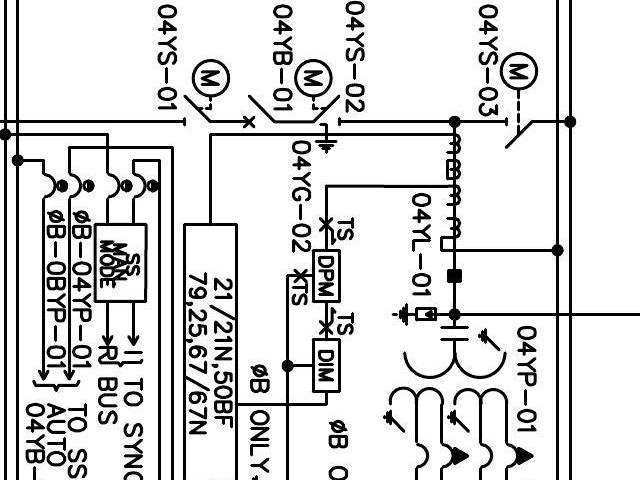 04YS-01
04YB-01
04YS-02
04YS-03
M
M
M
04YG-02
04YL-01
04YP-01
TS
TS
TS
DPM
DIM
21/21N,50BF
79,25,67/67N
SS
MAN
MODE
ØB-04YP-01
ØB-0BYP-01
I
R
TO SYNC
BUS
TO SS
AUTO
04YB-
ØB ONLY,
ØB O